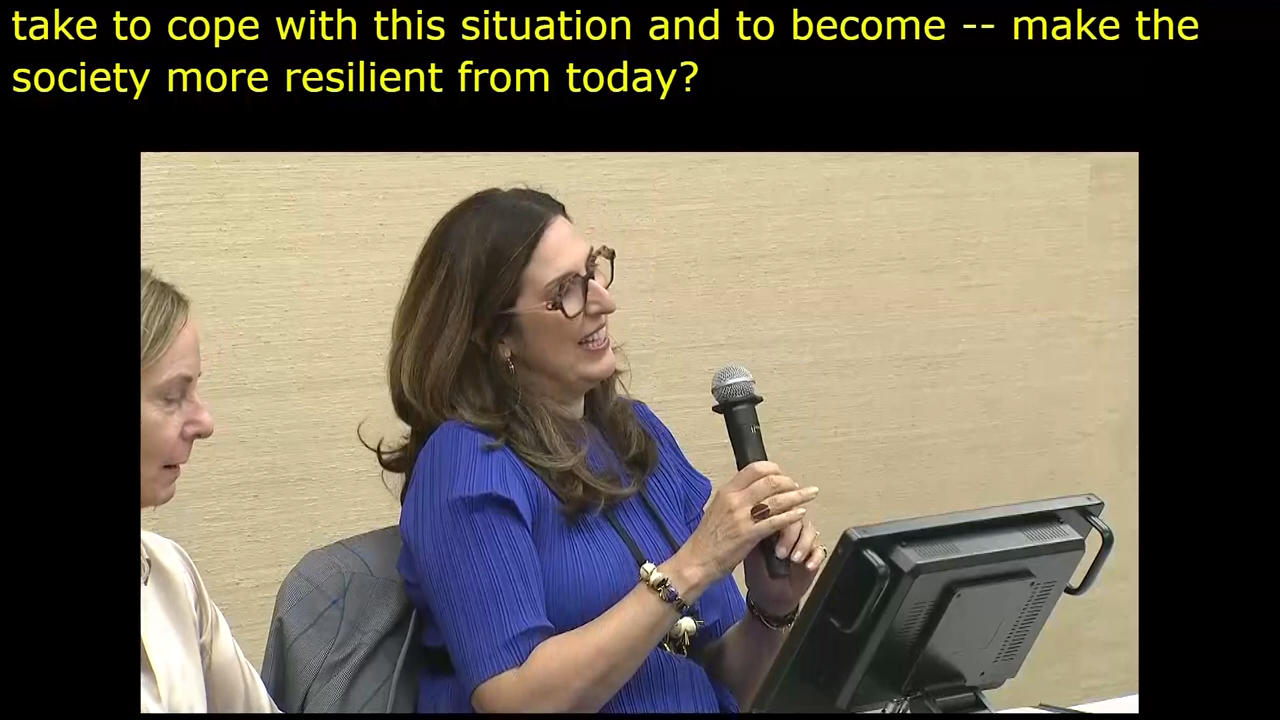 take to cope with this situation and to become -- make the
society more resilient from today?